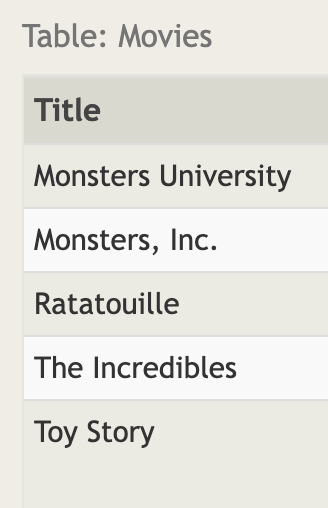 Table: Movies
Title
Monsters University
Monsters, Inc.
Ratatouille
The Incredibles
Toy Story